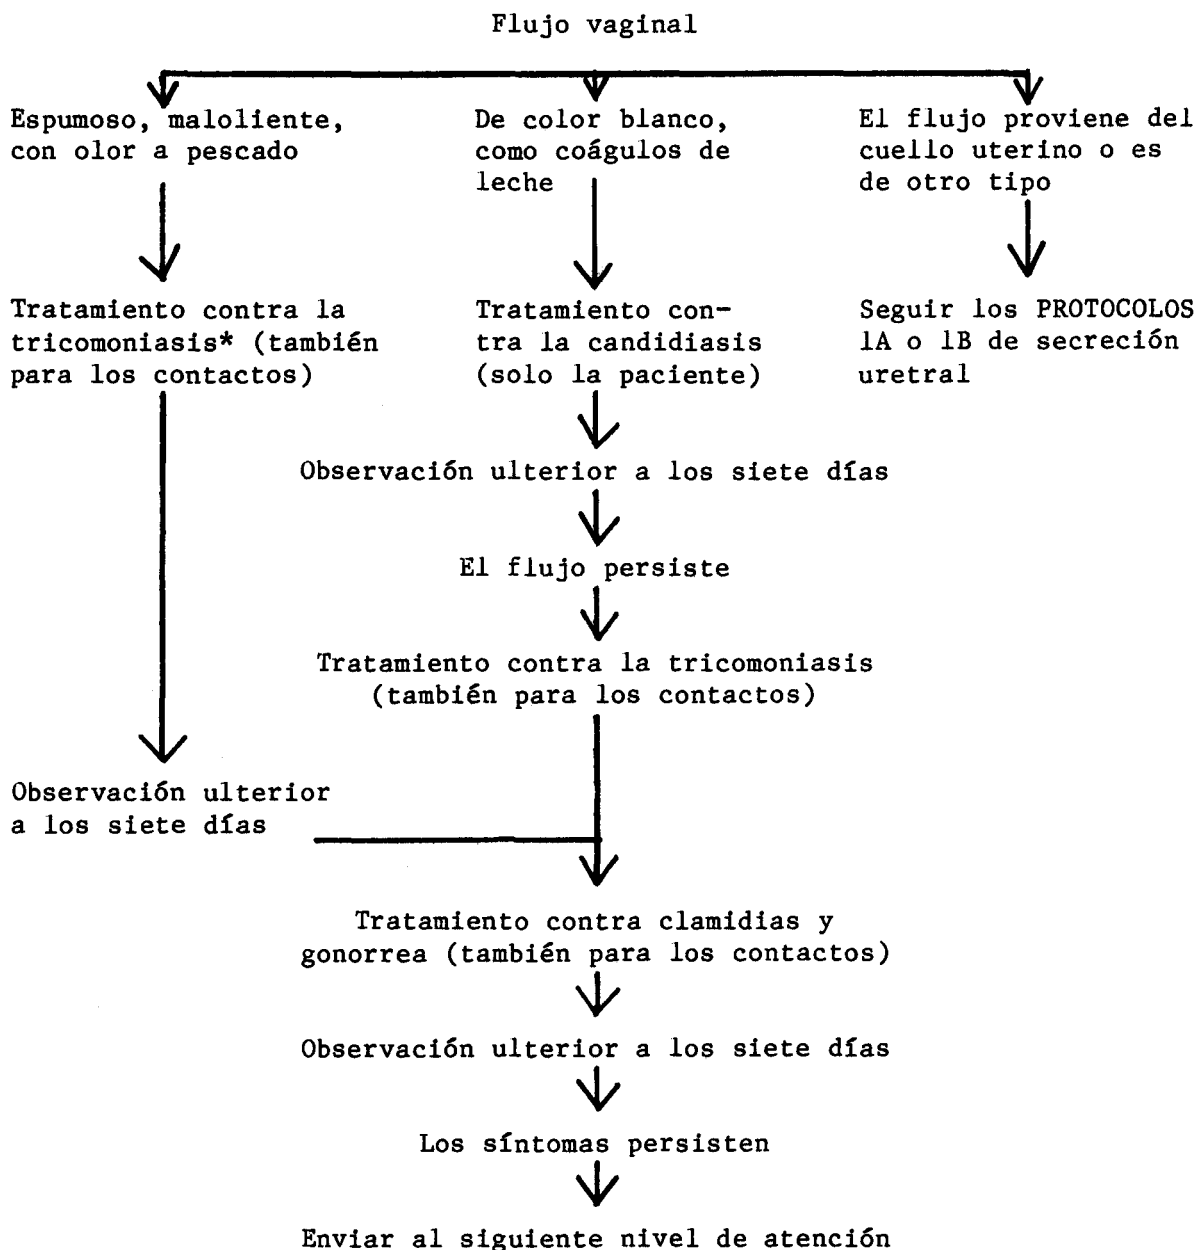 Flujo vaginal
Espumoso, maloliente,
con olor a pescado
De color blanco,
como coágulos de
leche
El flujo proviene del
cuello uterino o es
de otro tipo
Tratamiento contra la
tricomoniasis* (también
para los contactos)
Tratamiento con-
tra la candidiasis
(solo la paciente)
Seguir los PROTOCOLOS
1A o 1B de secreción
uretral
Observación ulterior a los siete días
El flujo persiste
Tratamiento contra la tricomoniasis
(también para los contactos)
Observación ulterior
a los siete días
Tratamiento contra clamidias y
gonorrea (también para los contactos)
Observación ulterior a los siete días
Los síntomas persisten
Enviar al siguiente nivel de atención